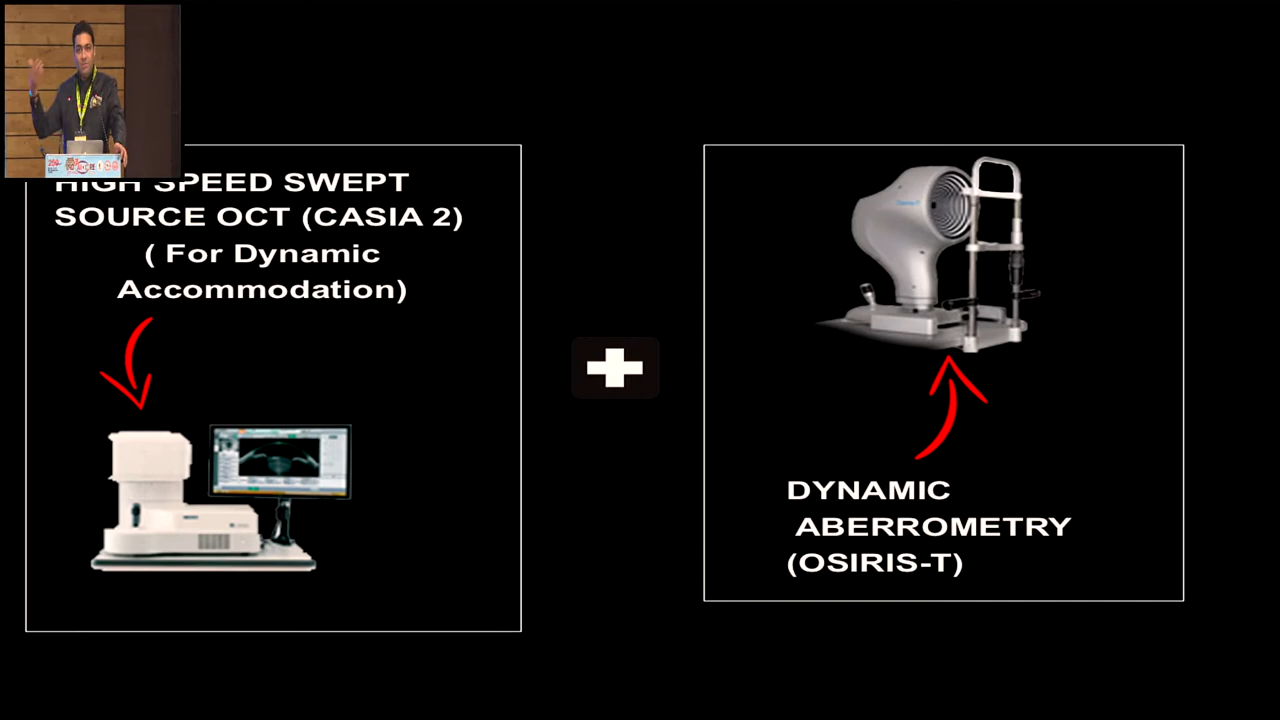 HIGH SPEED SWEPT
SOURCE OCT (CASIA 2)
( For Dynamic
Accommodation)
DYNAMIC
ABERROMETRY
(OSIRIS-T)